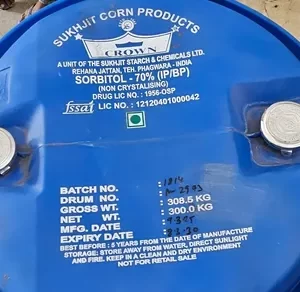 SUKHJIT CORN PRODUCTS
CROWN
A UNIT OF THE SUKHJIT STARCH & CHEMICALS LTD.
REHANA JATTAN, TEH. PHAGWARA - INDIA
SORBITOL - 70% (IP/BP)
(NON CRYSTALISING)
DRUG LIC NO. : 1956-OSP
fssai LIC NO. : 12120401000042
BATCH NO. : 1814
DRUM NO. :
GROSS WT. : 308.5 KG
NET WT. : 300.0 KG
MFG. DATE :
EXPIRY DATE :
BEST BEFORE : 5 YEARS FROM THE DATE OF MANUFACTURE
STORAGE: STORE AWAY FROM WATER, DIRECT SUNLIGHT
AND FIRE. KEEP IN A CLEAN AND DRY ENVIRONMENT
NOT FOR RETAIL SALE